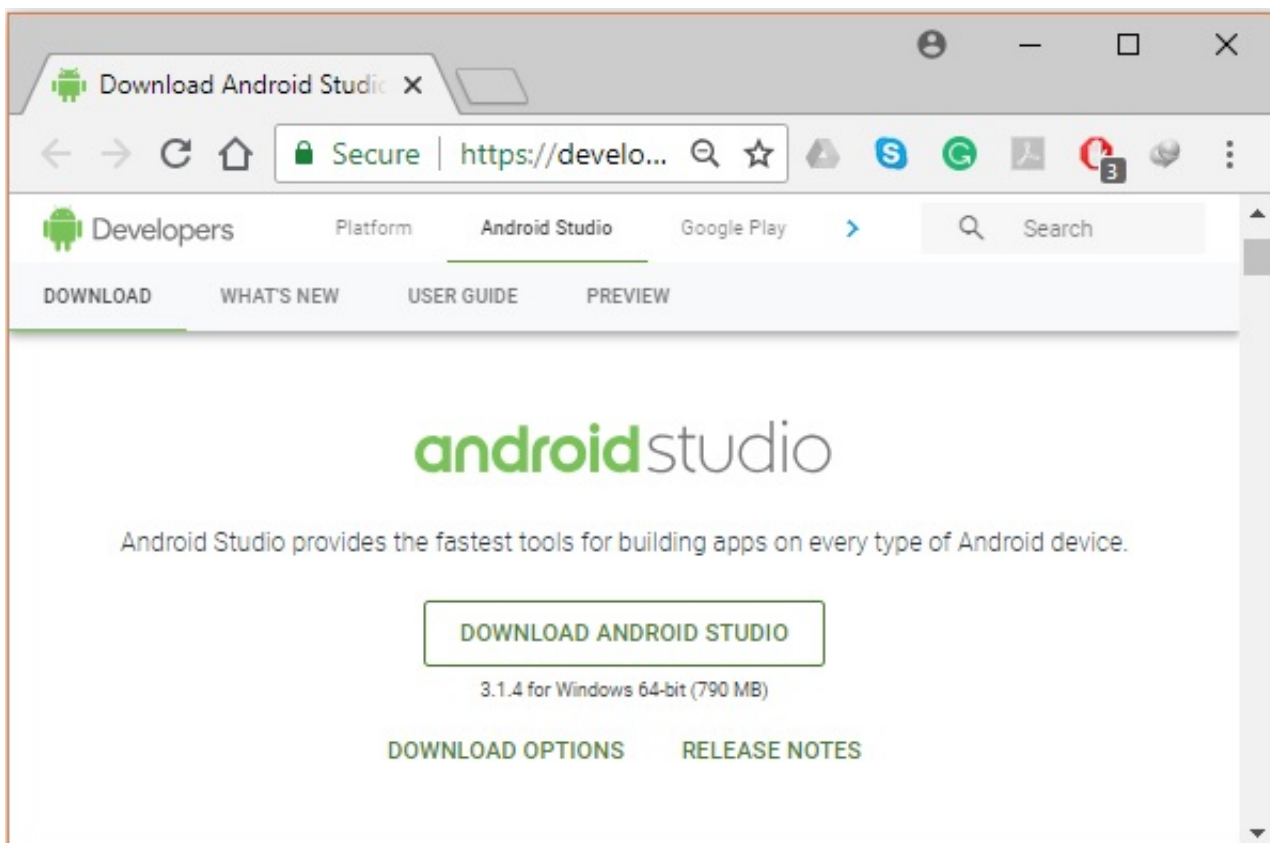 Download Android Studio
Secure https://develo...
3
Developers Platform Android Studio Google Play Search
DOWNLOAD WHAT'S NEW USER GUIDE PREVIEW
androidstudio
Android Studio provides the fastest tools for building apps on every type of Android device.
DOWNLOAD ANDROID STUDIO
3.1.4 for Windows 64-bit (790 MB)
DOWNLOAD OPTIONS RELEASE NOTES